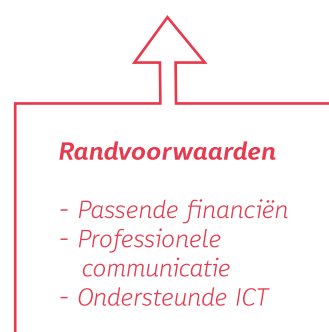 Randvoorwaarden
- Passende financiën
- Professionele
communicatie
- Ondersteunde ICT